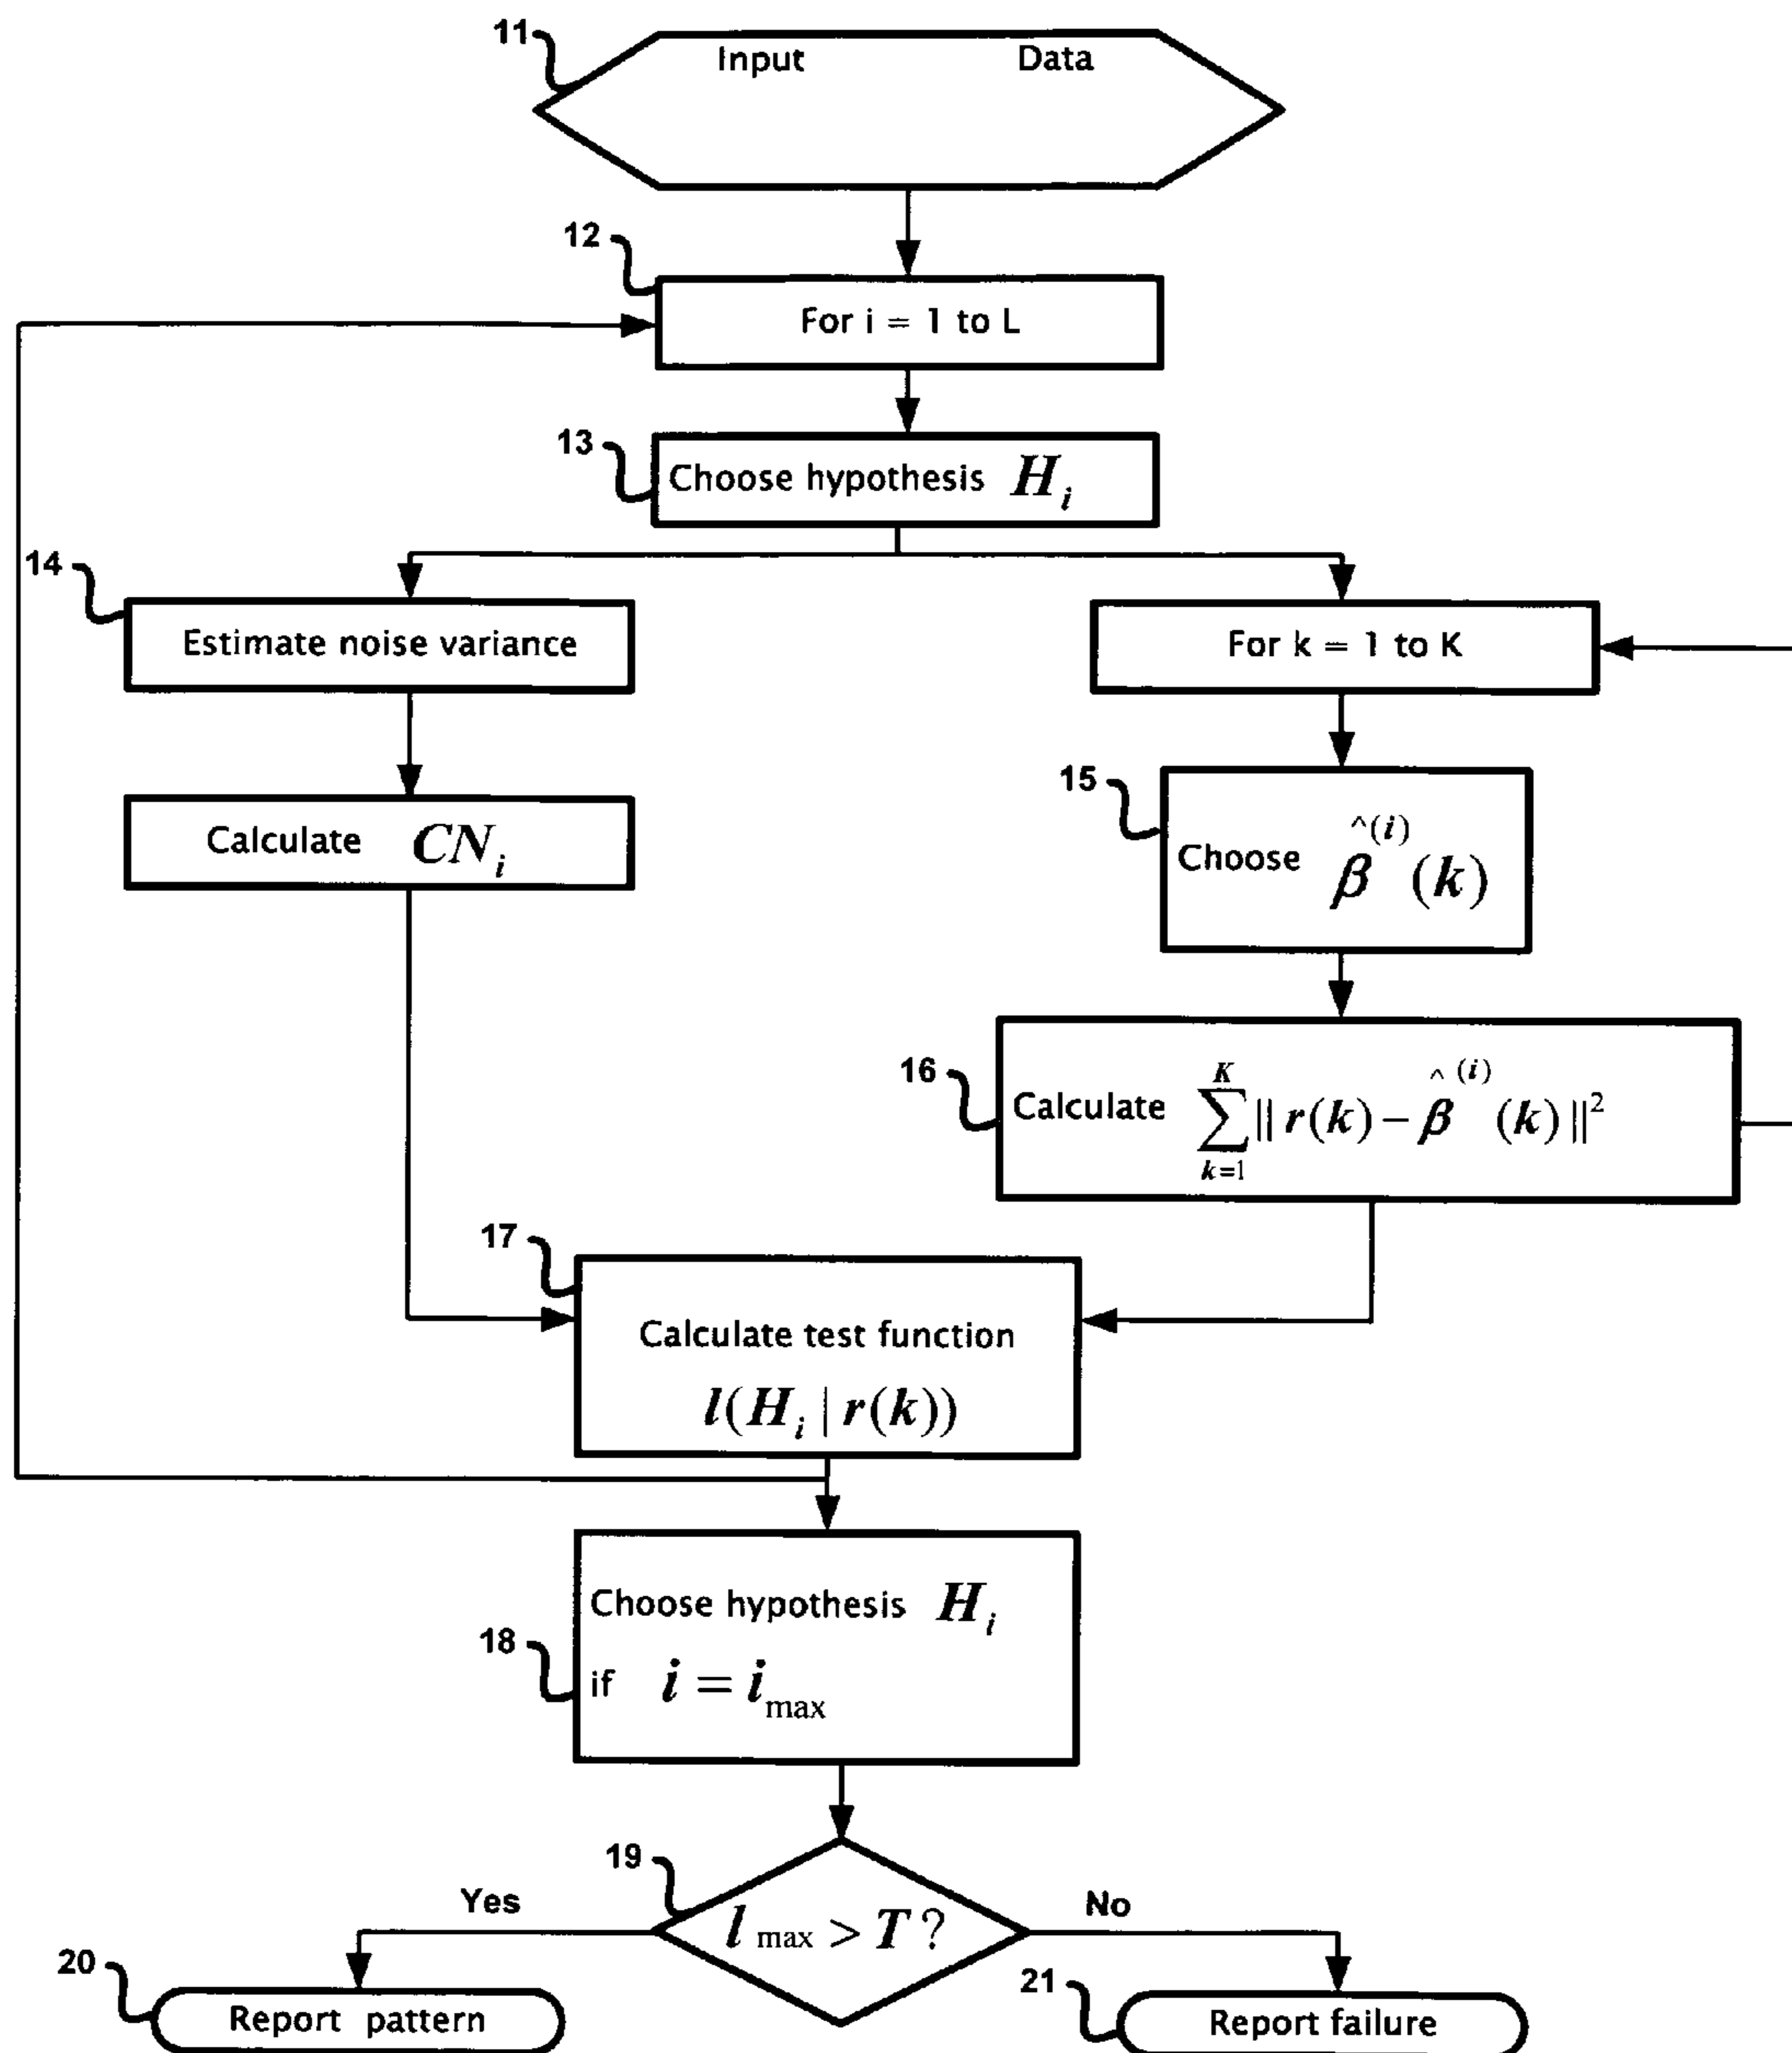 11
Input Data
12
For i = 1 to L
13
Choose hypothesis H_i
14
Estimate noise variance
For k = 1 to K
Calculate CN_i
15
Choose β̂^(i)(k)
16
Calculate ∑_{k=1}^{K} || r(k) − β̂^(i)(k) ||²
17
Calculate test function
l(H_i | r(k))
18
Choose hypothesis H_i
if i = i_max
19
Yes
l_max > T ?
No
20
Report pattern
21
Report failure